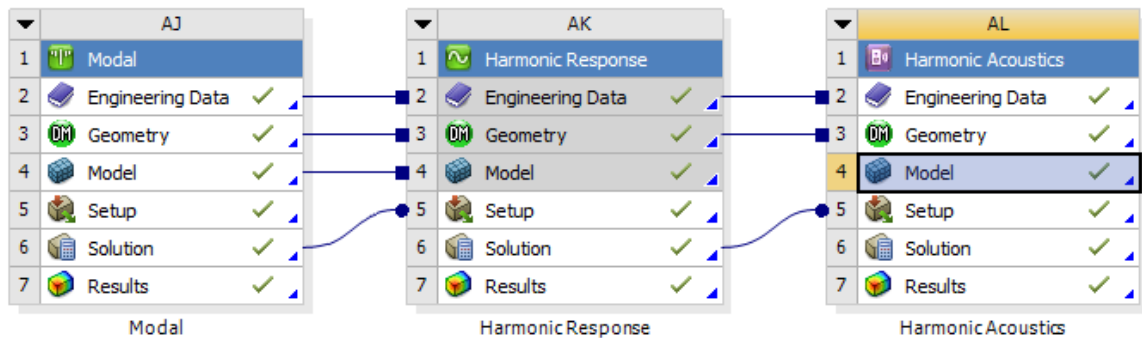 AJ
1 Modal
2 Engineering Data
3 Geometry
4 Model
5 Setup
6 Solution
7 Results
Modal
AK
1 Harmonic Response
2 Engineering Data
3 Geometry
4 Model
5 Setup
6 Solution
7 Results
Harmonic Response
AL
1 Harmonic Acoustics
2 Engineering Data
3 Geometry
4 Model
5 Setup
6 Solution
7 Results
Harmonic Acoustics